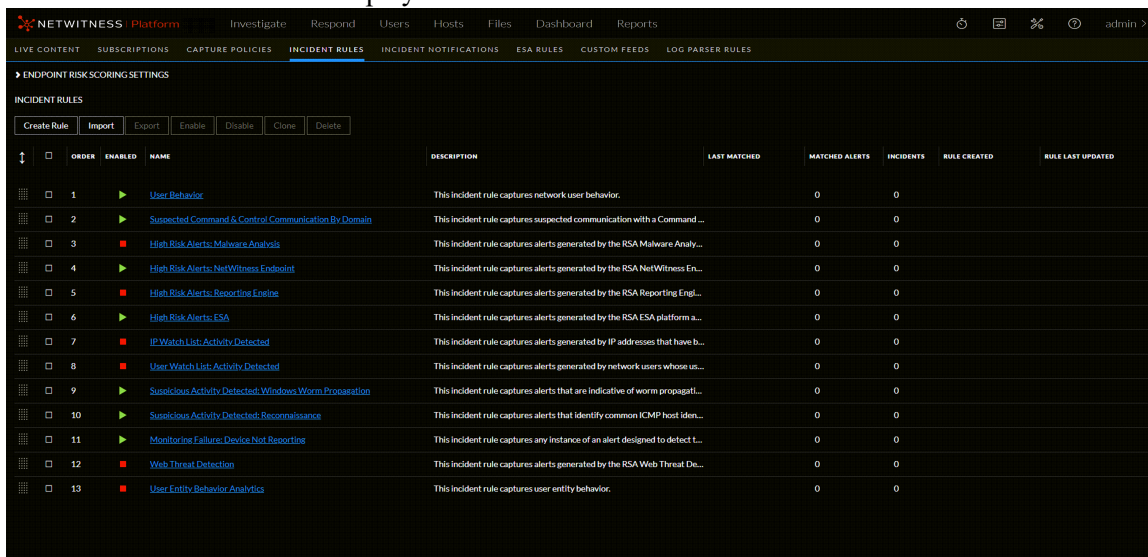 NETWITNESS Platform Investigate Respond Users Hosts Files Dashboard Reports admin >
LIVE CONTENT SUBSCRIPTIONS CAPTURE POLICIES INCIDENT RULES INCIDENT NOTIFICATIONS ESA RULES CUSTOM FEEDS LOG PARSER RULES
> ENDPOINT RISK SCORING SETTINGS
INCIDENT RULES
Create Rule Import Export Enable Disable Clone Delete
ORDER ENABLED NAME DESCRIPTION LAST MATCHED MATCHED ALERTS INCIDENTS RULE CREATED RULE LAST UPDATED
1 User Behavior This incident rule captures network user behavior. 0 0
2 Suspected Command & Control Communication By Domain This incident rule captures suspected communication with a Command ... 0 0
3 High Risk Alerts: Malware Analysis This incident rule captures alerts generated by the RSA Malware Analy... 0 0
4 High Risk Alerts: NetWitness Endpoint This incident rule captures alerts generated by the RSA NetWitness En... 0 0
5 High Risk Alerts: Reporting Engine This incident rule captures alerts generated by the RSA Reporting Engi... 0 0
6 High Risk Alerts: ESA This incident rule captures alerts generated by the RSA ESA platform a... 0 0
7 IP Watch List: Activity Detected This incident rule captures alerts generated by IP addresses that have b... 0 0
8 User Watch List: Activity Detected This incident rule captures alerts generated by network users whose us... 0 0
9 Suspicious Activity Detected: Windows Worm Propagation This incident rule captures alerts that are indicative of worm propagati... 0 0
10 Suspicious Activity Detected: Reconnaissance This incident rule captures alerts that identify common ICMP host iden... 0 0
11 Monitoring Failure: Device Not Reporting This incident rule captures any instance of an alert designed to detect t... 0 0
12 Web Threat Detection This incident rule captures alerts generated by the RSA Web Threat De... 0 0
13 User Entity Behavior Analytics This incident rule captures user entity behavior. 0 0